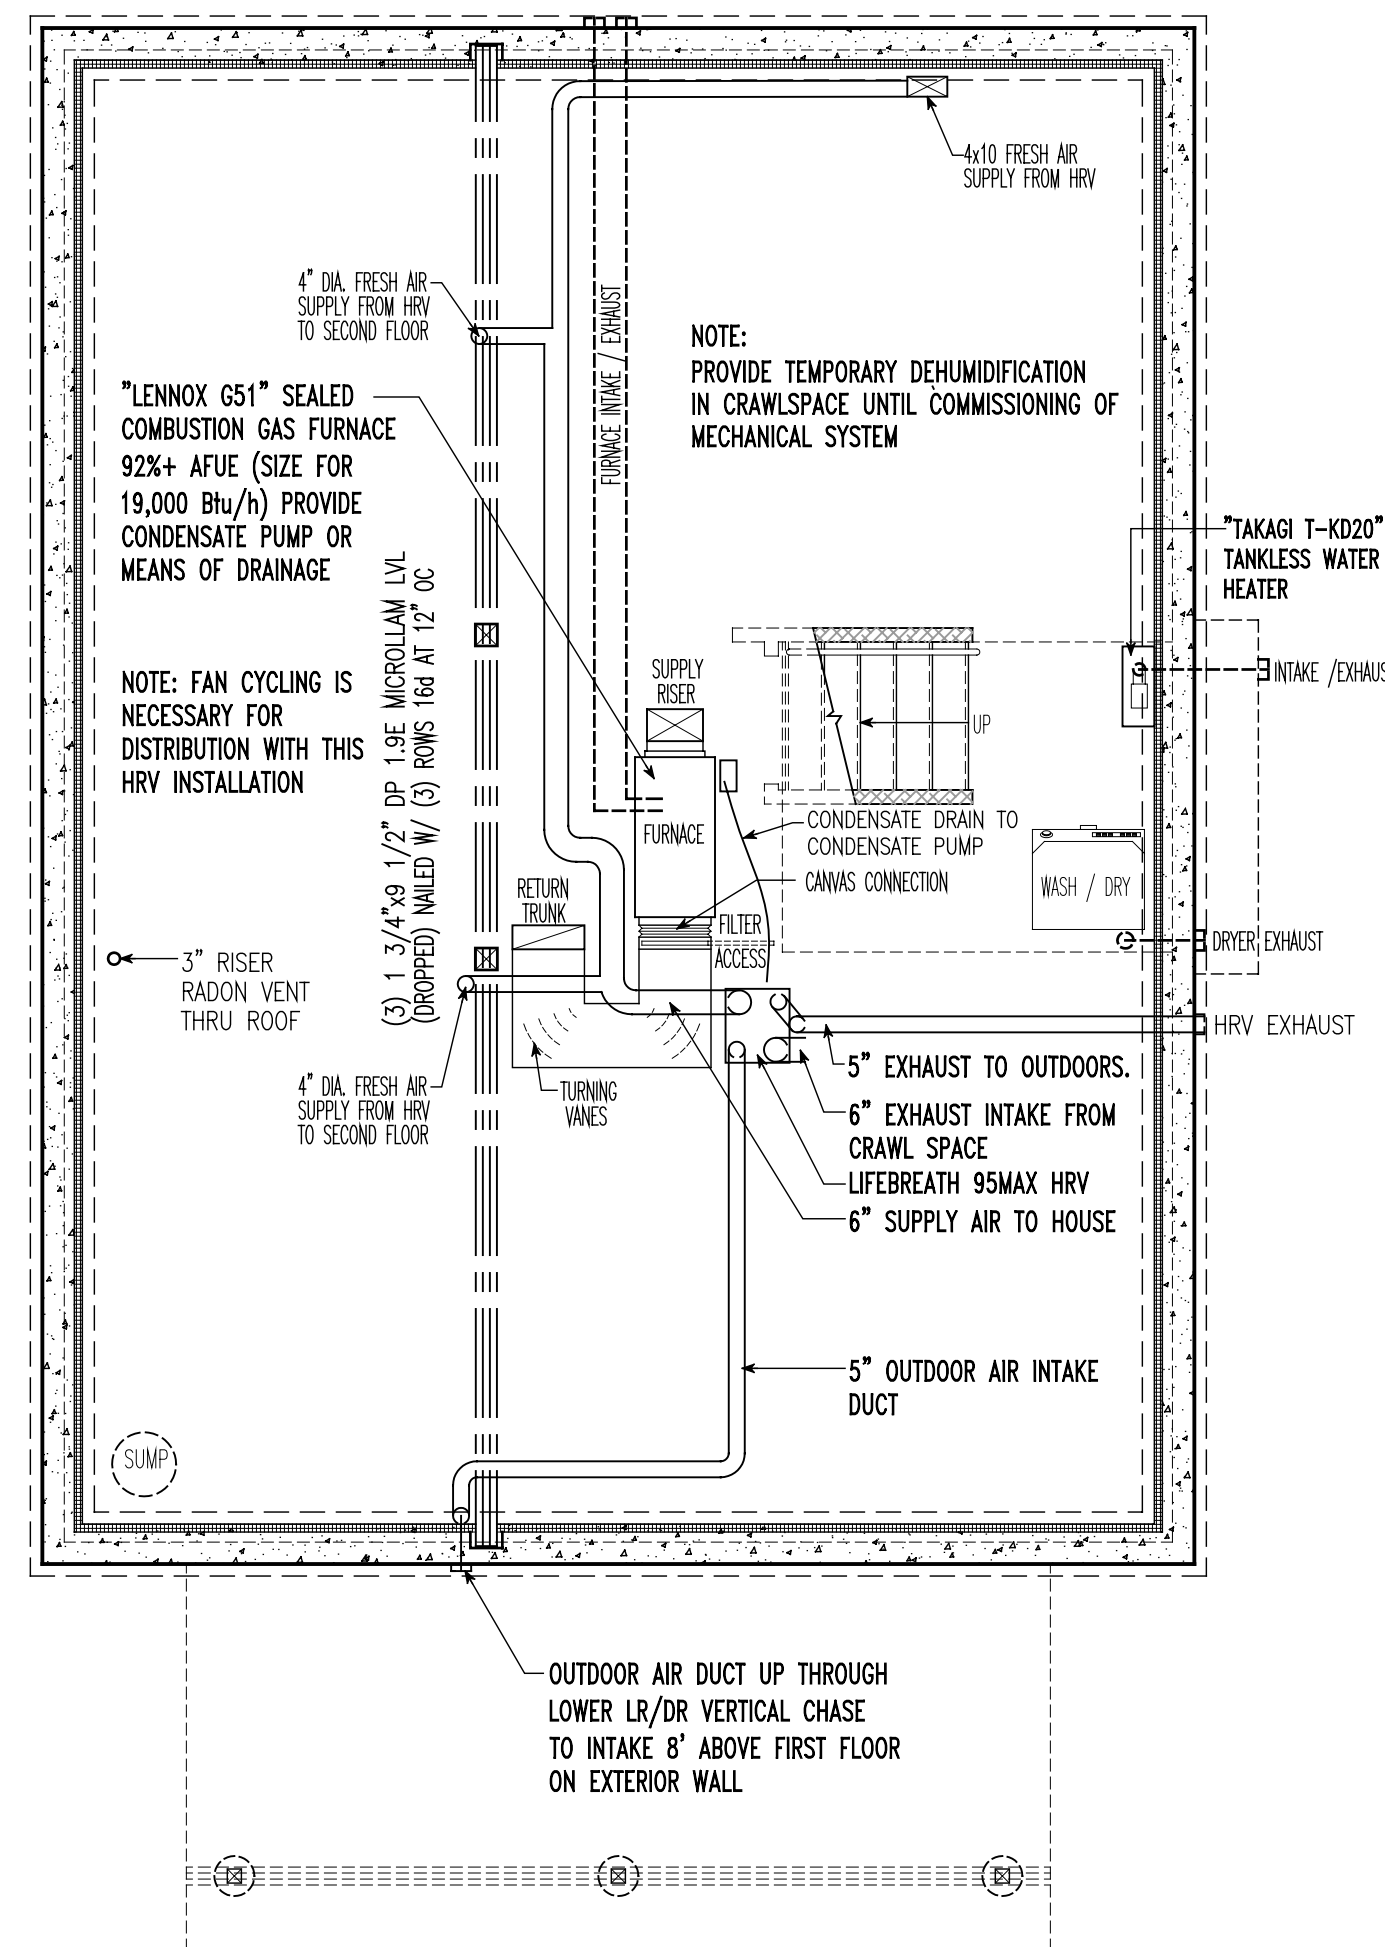 4x10 FRESH AIR
SUPPLY FROM HRV
4" DIA. FRESH AIR
SUPPLY FROM HRV
TO SECOND FLOOR
FURNACE INTAKE / EXHAUST
NOTE:
PROVIDE TEMPORARY DEHUMIDIFICATION
IN CRAWLSPACE UNTIL COMMISSIONING OF
MECHANICAL SYSTEM
"LENNOX G51" SEALED
COMBUSTION GAS FURNACE
92%+ AFUE (SIZE FOR
19,000 Btu/h) PROVIDE
CONDENSATE PUMP OR
MEANS OF DRAINAGE
"TAKAGI T-KD20"
TANKLESS WATER
HEATER
INTAKE /EXHAUS
NOTE: FAN CYCLING IS
NECESSARY FOR
DISTRIBUTION WITH THIS
HRV INSTALLATION
(3) 1 3/4"x9 1/2" DP 1.9E MICROLLAM LVL
(DROPPED) NAILED W/ (3) ROWS 16d AT 12" OC
SUPPLY
RISER
UP
FURNACE
CONDENSATE DRAIN TO
CONDENSATE PUMP
CANVAS CONNECTION
WASH / DRY
RETURN
TRUNK
FILTER
ACCESS
DRYER EXHAUST
3" RISER
RADON VENT
THRU ROOF
HRV EXHAUST
4" DIA. FRESH AIR
SUPPLY FROM HRV
TO SECOND FLOOR
TURNING
VANES
5" EXHAUST TO OUTDOORS.
6" EXHAUST INTAKE FROM
CRAWL SPACE
LIFEBREATH 95MAX HRV
6" SUPPLY AIR TO HOUSE
5" OUTDOOR AIR INTAKE
DUCT
SUMP
OUTDOOR AIR DUCT UP THROUGH
LOWER LR/DR VERTICAL CHASE
TO INTAKE 8' ABOVE FIRST FLOOR
ON EXTERIOR WALL